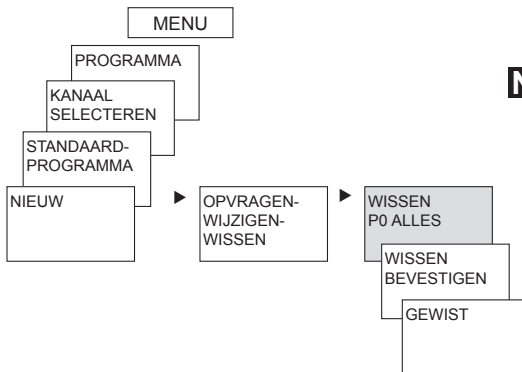 MENU
PROGRAMMA
KANAAL
SELECTEREN
STANDAARD-
PROGRAMMA
NIEUW
OPVRAGEN-
WIJZIGEN-
WISSEN
WISSEN
P0 ALLES
WISSEN
BEVESTIGEN
GEWIST